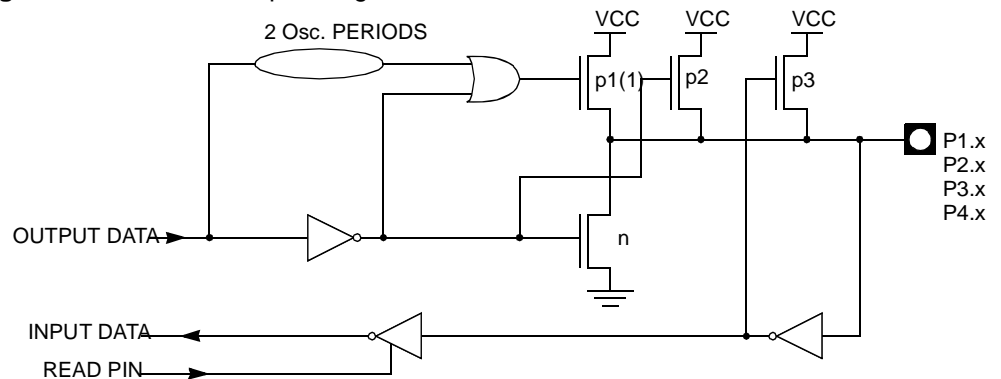 2 Osc. PERIODS
VCC
VCC
VCC
p1(1)
p2
p3
P1.x
P2.x
P3.x
P4.x
OUTPUT DATA
n
INPUT DATA
READ PIN